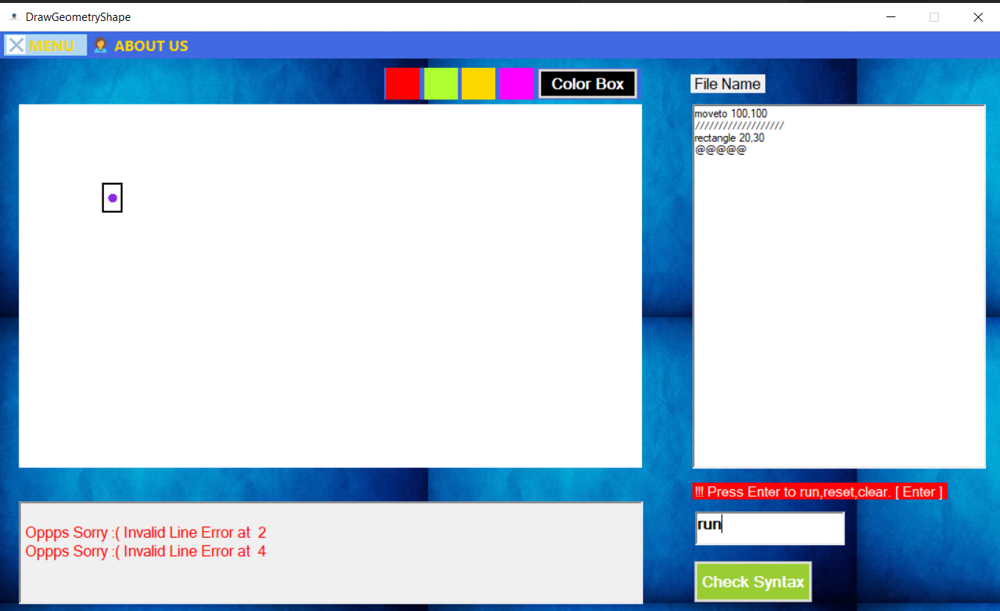 DrawGeometryShape
MENU ABOUT US
Color Box
File Name
moveto 100,100
///////////////////
rectangle 20,30
@@@@@
!!! Press Enter to run,reset,clear. [ Enter ]
run
Check Syntax
Oppps Sorry :( Invalid Line Error at  2
Oppps Sorry :( Invalid Line Error at  4